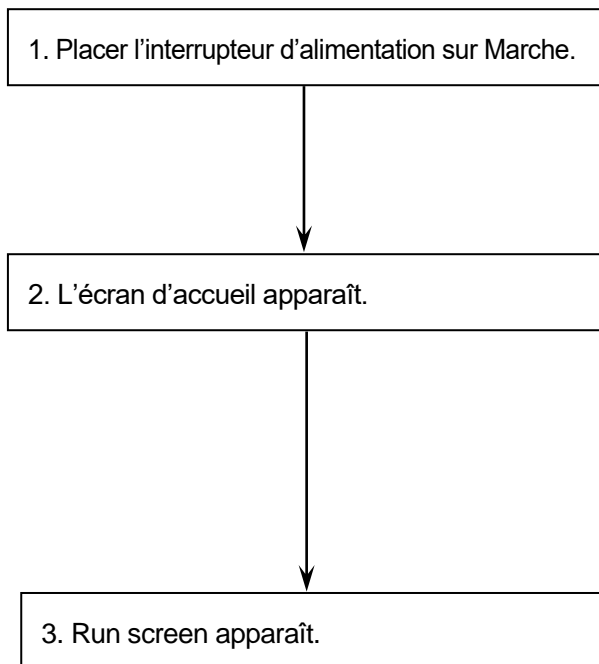 1. Placer l’interrupteur d’alimentation sur Marche.
2. L’écran d’accueil apparaît.
3. Run screen apparaît.